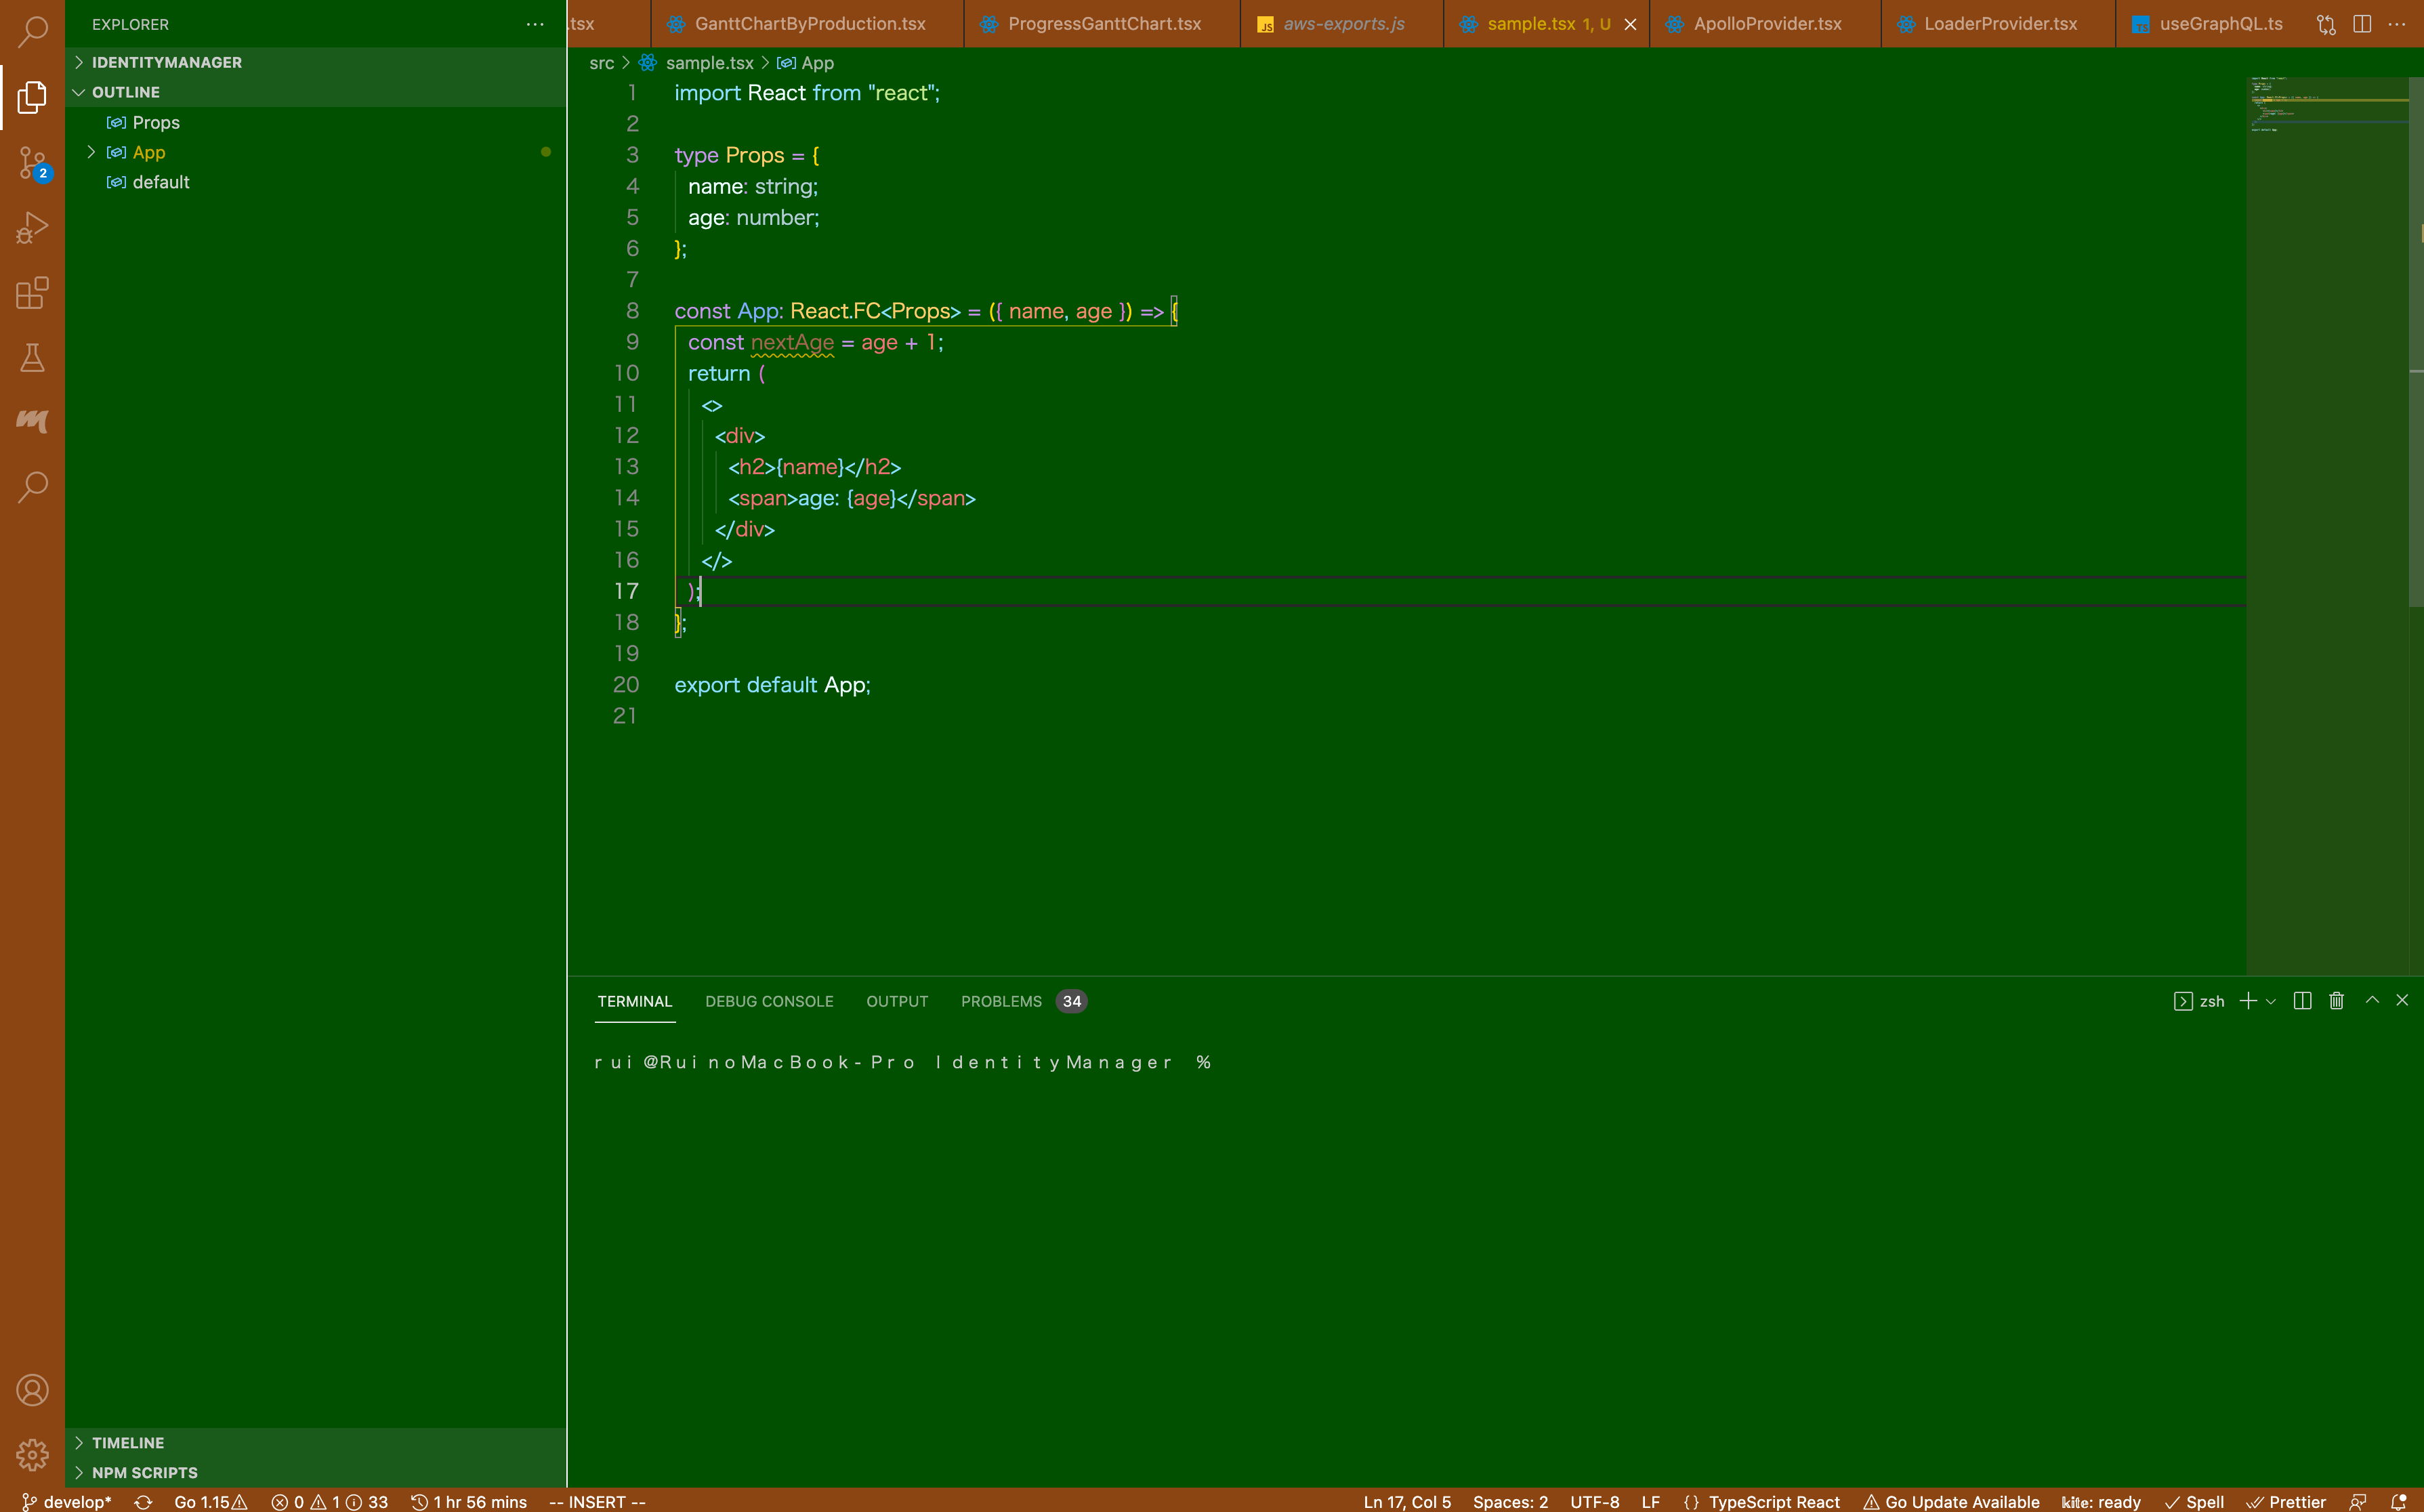 EXPLORER
IDENTITYMANAGER
OUTLINE
Props
App
default
TIMELINE
NPM SCRIPTS
2
.tsx
GanttChartByProduction.tsx
ProgressGanttChart.tsx
JS aws-exports.js
sample.tsx 1, U
ApolloProvider.tsx
LoaderProvider.tsx
TS useGraphQL.ts
src > sample.tsx > App
1 import React from "react";
2
3 type Props = {
4 name: string;
5 age: number;
6 };
7
8 const App: React.FC<Props> = ({ name, age }) => {
9 const nextAge = age + 1;
10 return (
11 <>
12 <div>
13 <h2>{name}</h2>
14 <span>age: {age}</span>
15 </div>
16 </>
17 );
18 };
19
20 export default App;
21
TERMINAL DEBUG CONSOLE OUTPUT PROBLEMS 34
zsh
rui@RuinoMacBook-Pro IdentityManager %
develop* Go 1.15 0 1 33 1 hr 56 mins -- INSERT -- Ln 17, Col 5 Spaces: 2 UTF-8 LF {} TypeScript React Go Update Available kite: ready Spell Prettier